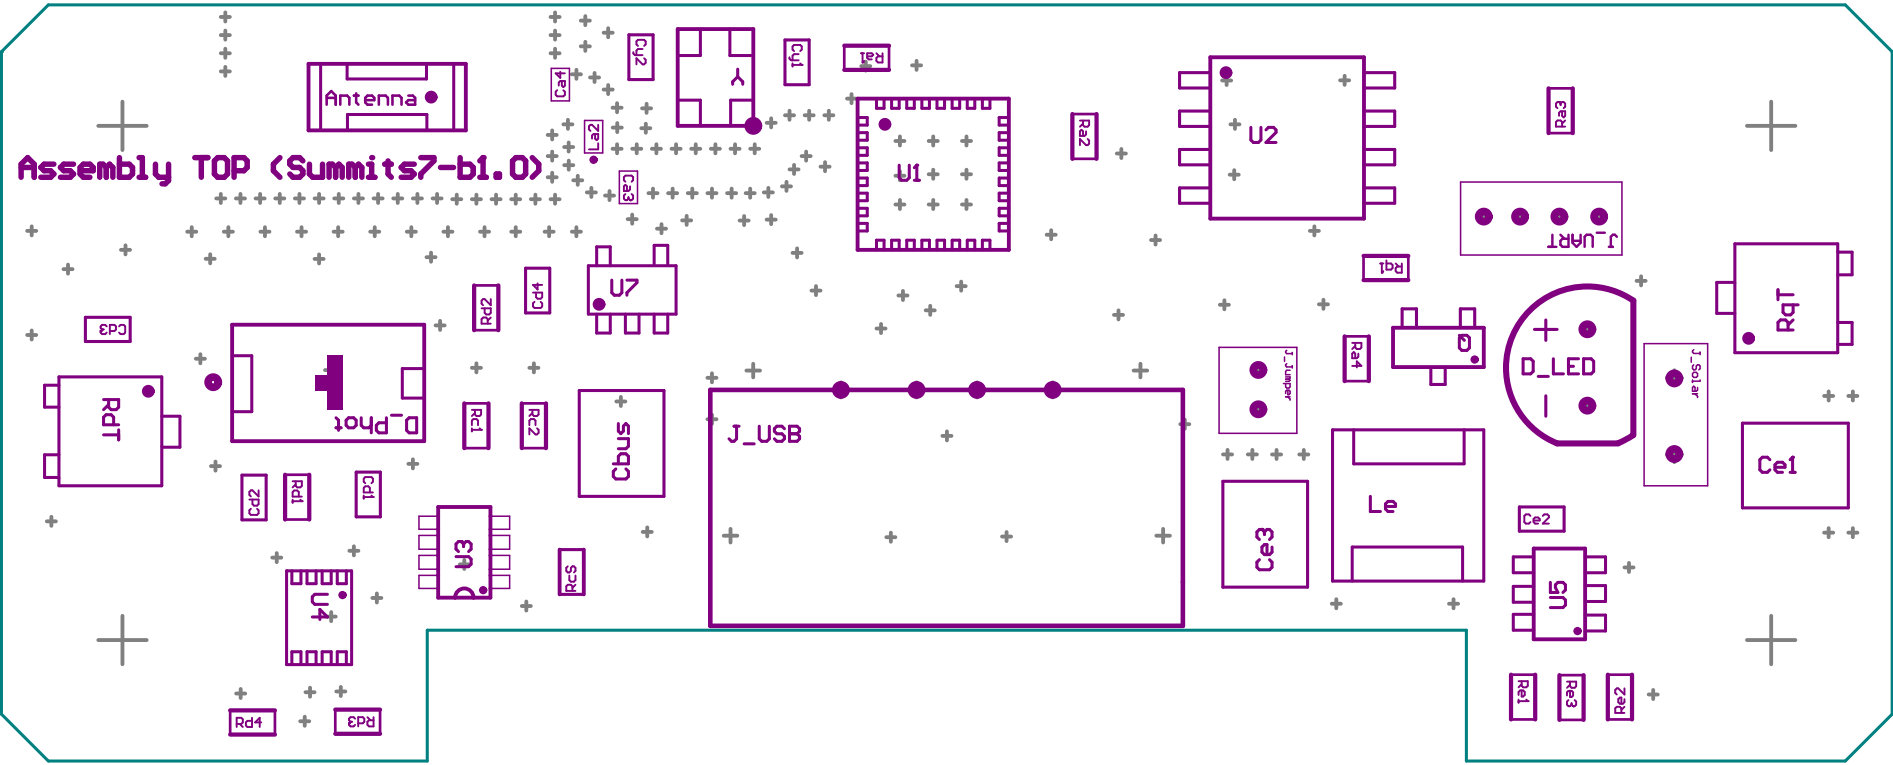 Cy2
Y
Cy1
Ra1
Antenna
Ca4
La2
Ra2
U2
Ra3
Assembly TOP (Summits7-b1.0)
Ca3
U1
J_UART
Rq1
U7
Cd4
Rd2
Cd3
RqT
Q
Ra4
J_Jumper
D_LED
J_Solar
RdT
D_Phot
Rc1
Rc2
Cbus
J_USB
Ce1
Cd2
Rd1
Cd1
Le
Ce2
U3
Ce3
RcS
U4
U5
Re1
Re3
Re2
Rd4
Rd3